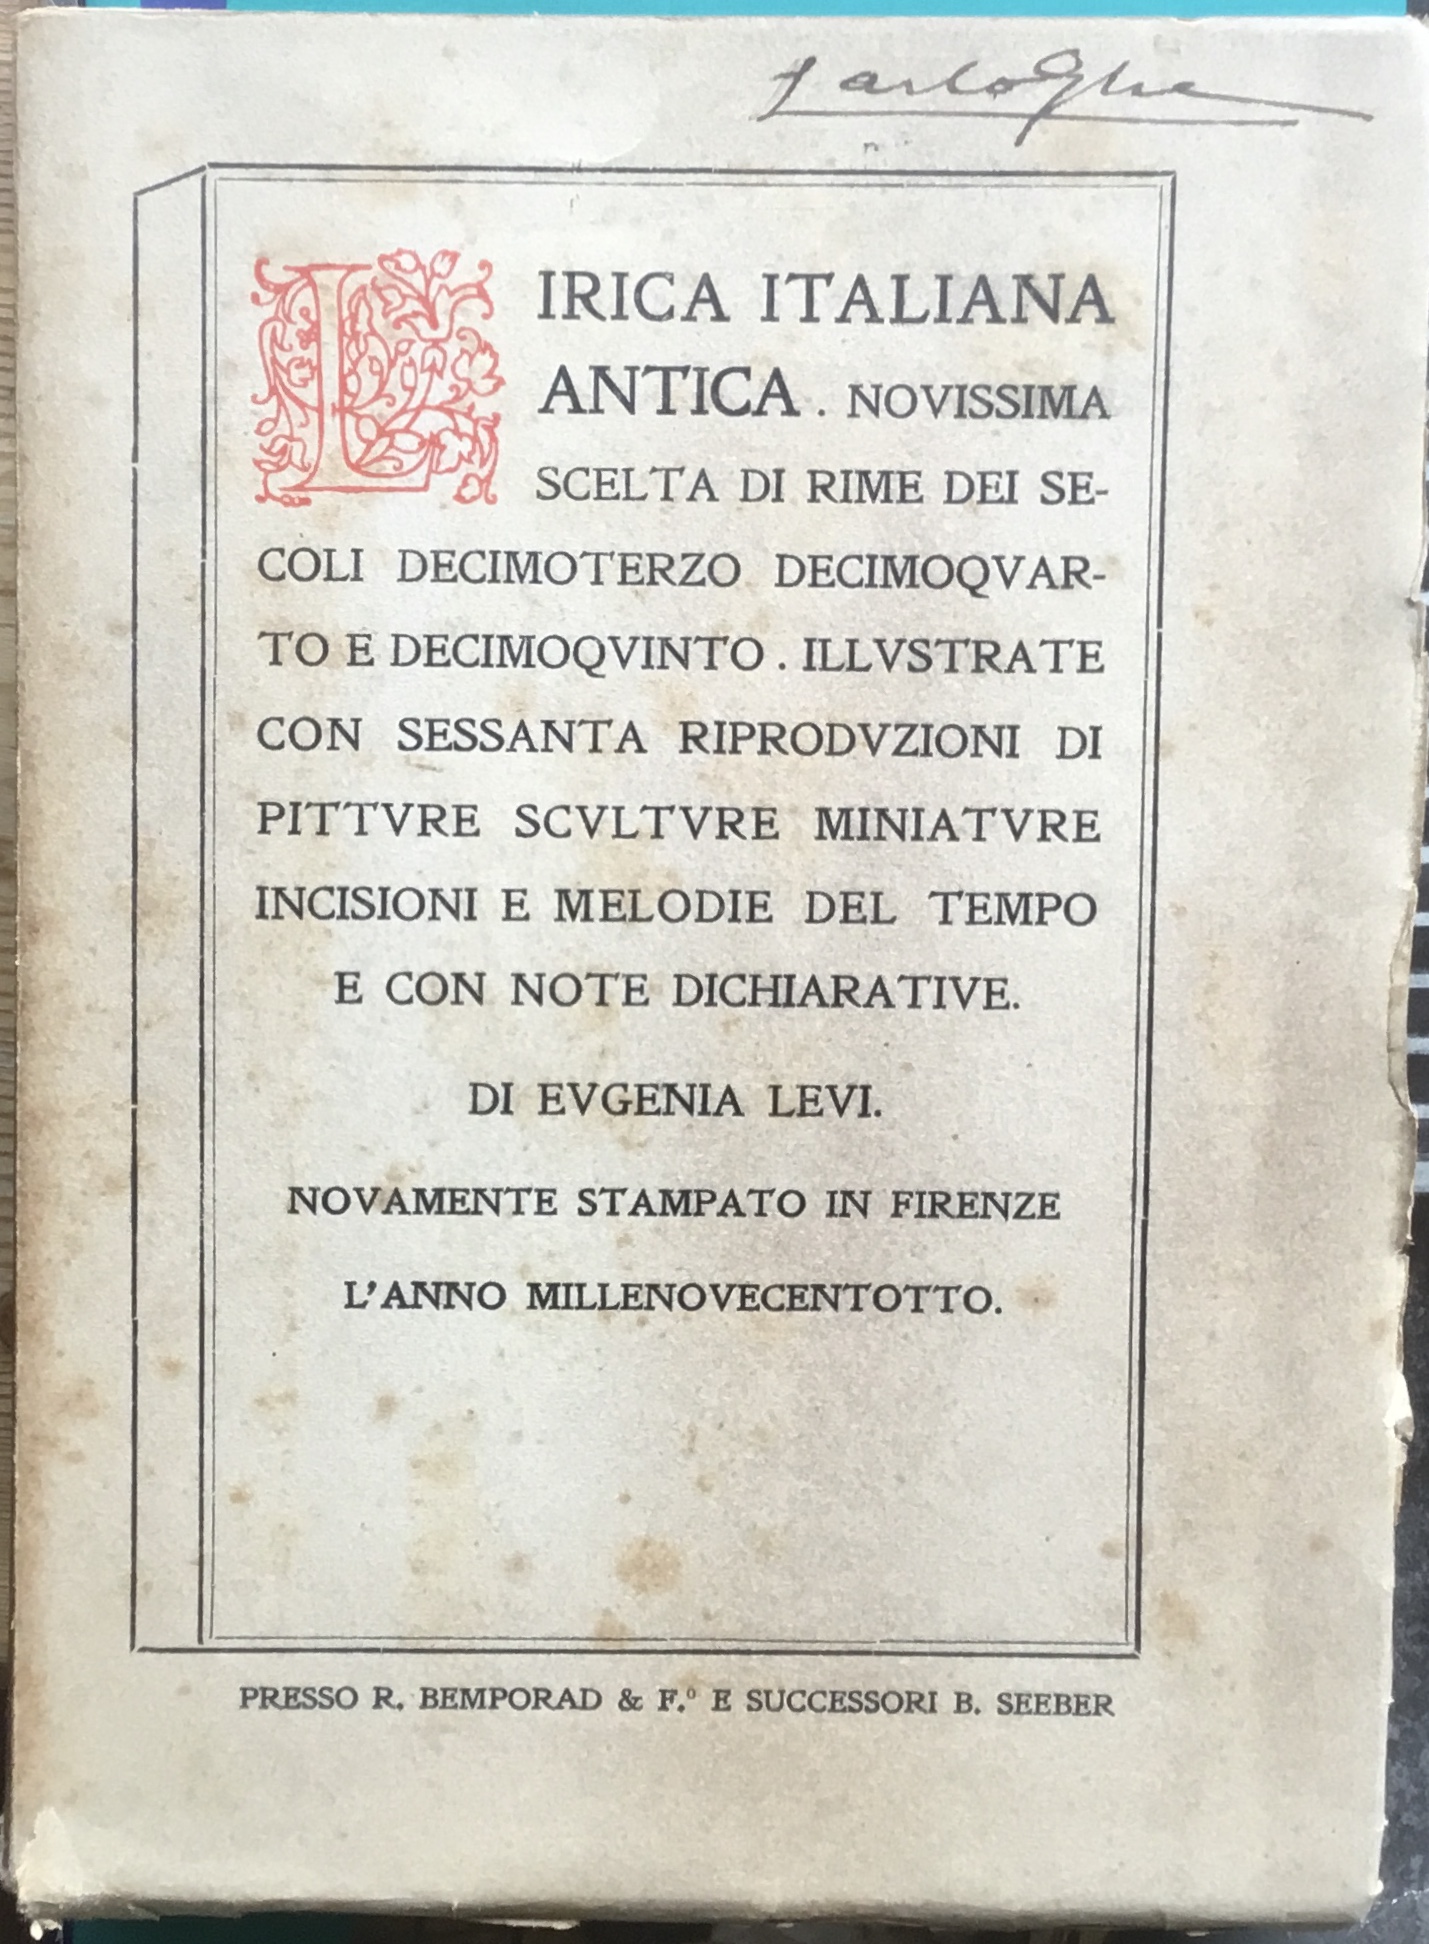 LIRICA ITALIANA
ANTICA . NOVISSIMA
SCELTA DI RIME DEI SE-
COLI DECIMOTERZO DECIMOQVAR-
TO E DECIMOQVINTO . ILLVSTRATE
CON SESSANTA RIPRODVZIONI DI
PITTVRE SCVLTVRE MINIATVRE
INCISIONI E MELODIE DEL TEMPO
E CON NOTE DICHIARATIVE.
DI EVGENIA LEVI.
NOVAMENTE STAMPATO IN FIRENZE
L'ANNO MILLENOVECENTOTTO.
PRESSO R. BEMPORAD & F.º E SUCCESSORI B. SEEBER